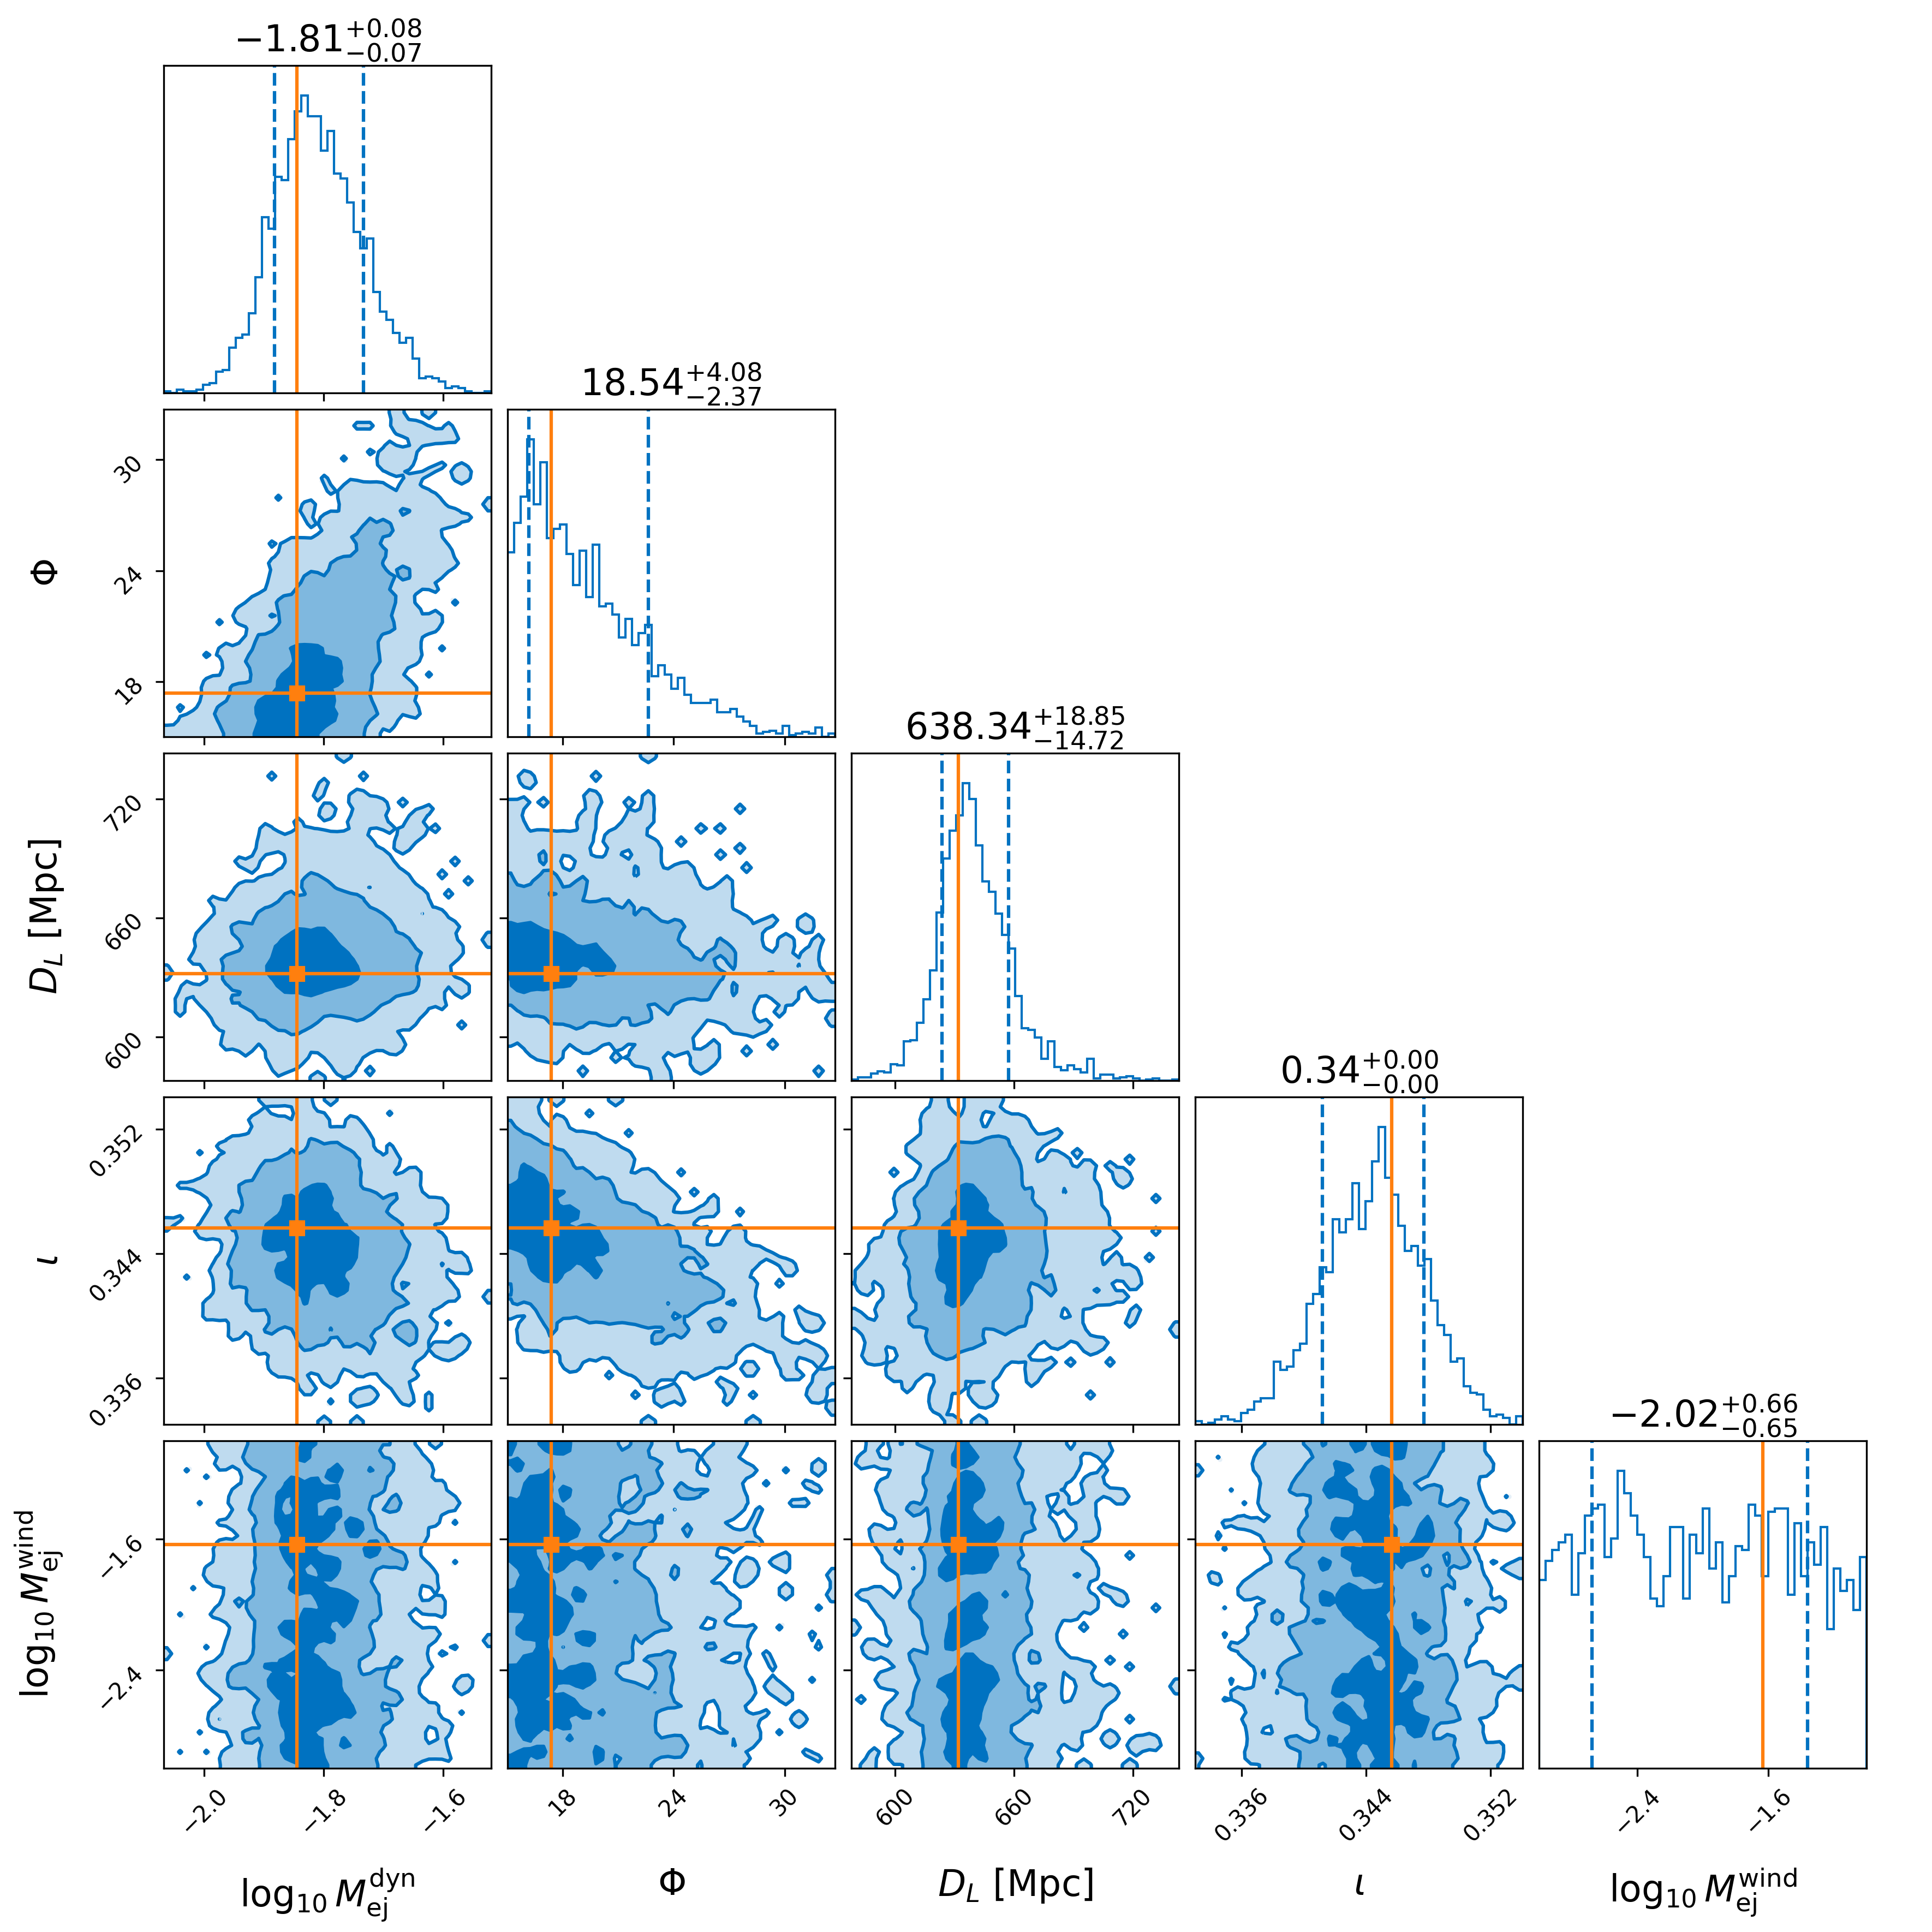 −1.81+0.08−0.07
18.54+4.08−2.37
Φ
30
24
18
638.34+18.85−14.72
D_L [Mpc]
720
660
600
0.34+0.00−0.00
ι
0.352
0.344
0.336
−2.02+0.66−0.65
log10 Mej wind
−1.6
−2.4
−2.0 −1.8 −1.6 18 24 30 600 660 720 0.336 0.344 0.352 −2.4 −1.6
log10 Mej dyn Φ D_L [Mpc] ι log10 Mej wind